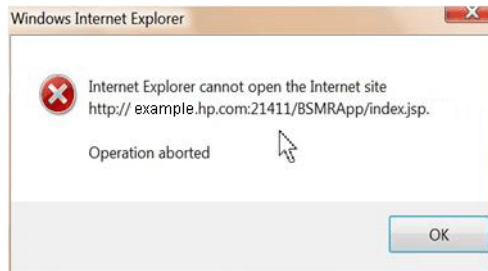 Windows Internet Explorer
Internet Explorer cannot open the Internet site
http:// example.hp.com:21411/BSMRApp/index.jsp.
Operation aborted
OK